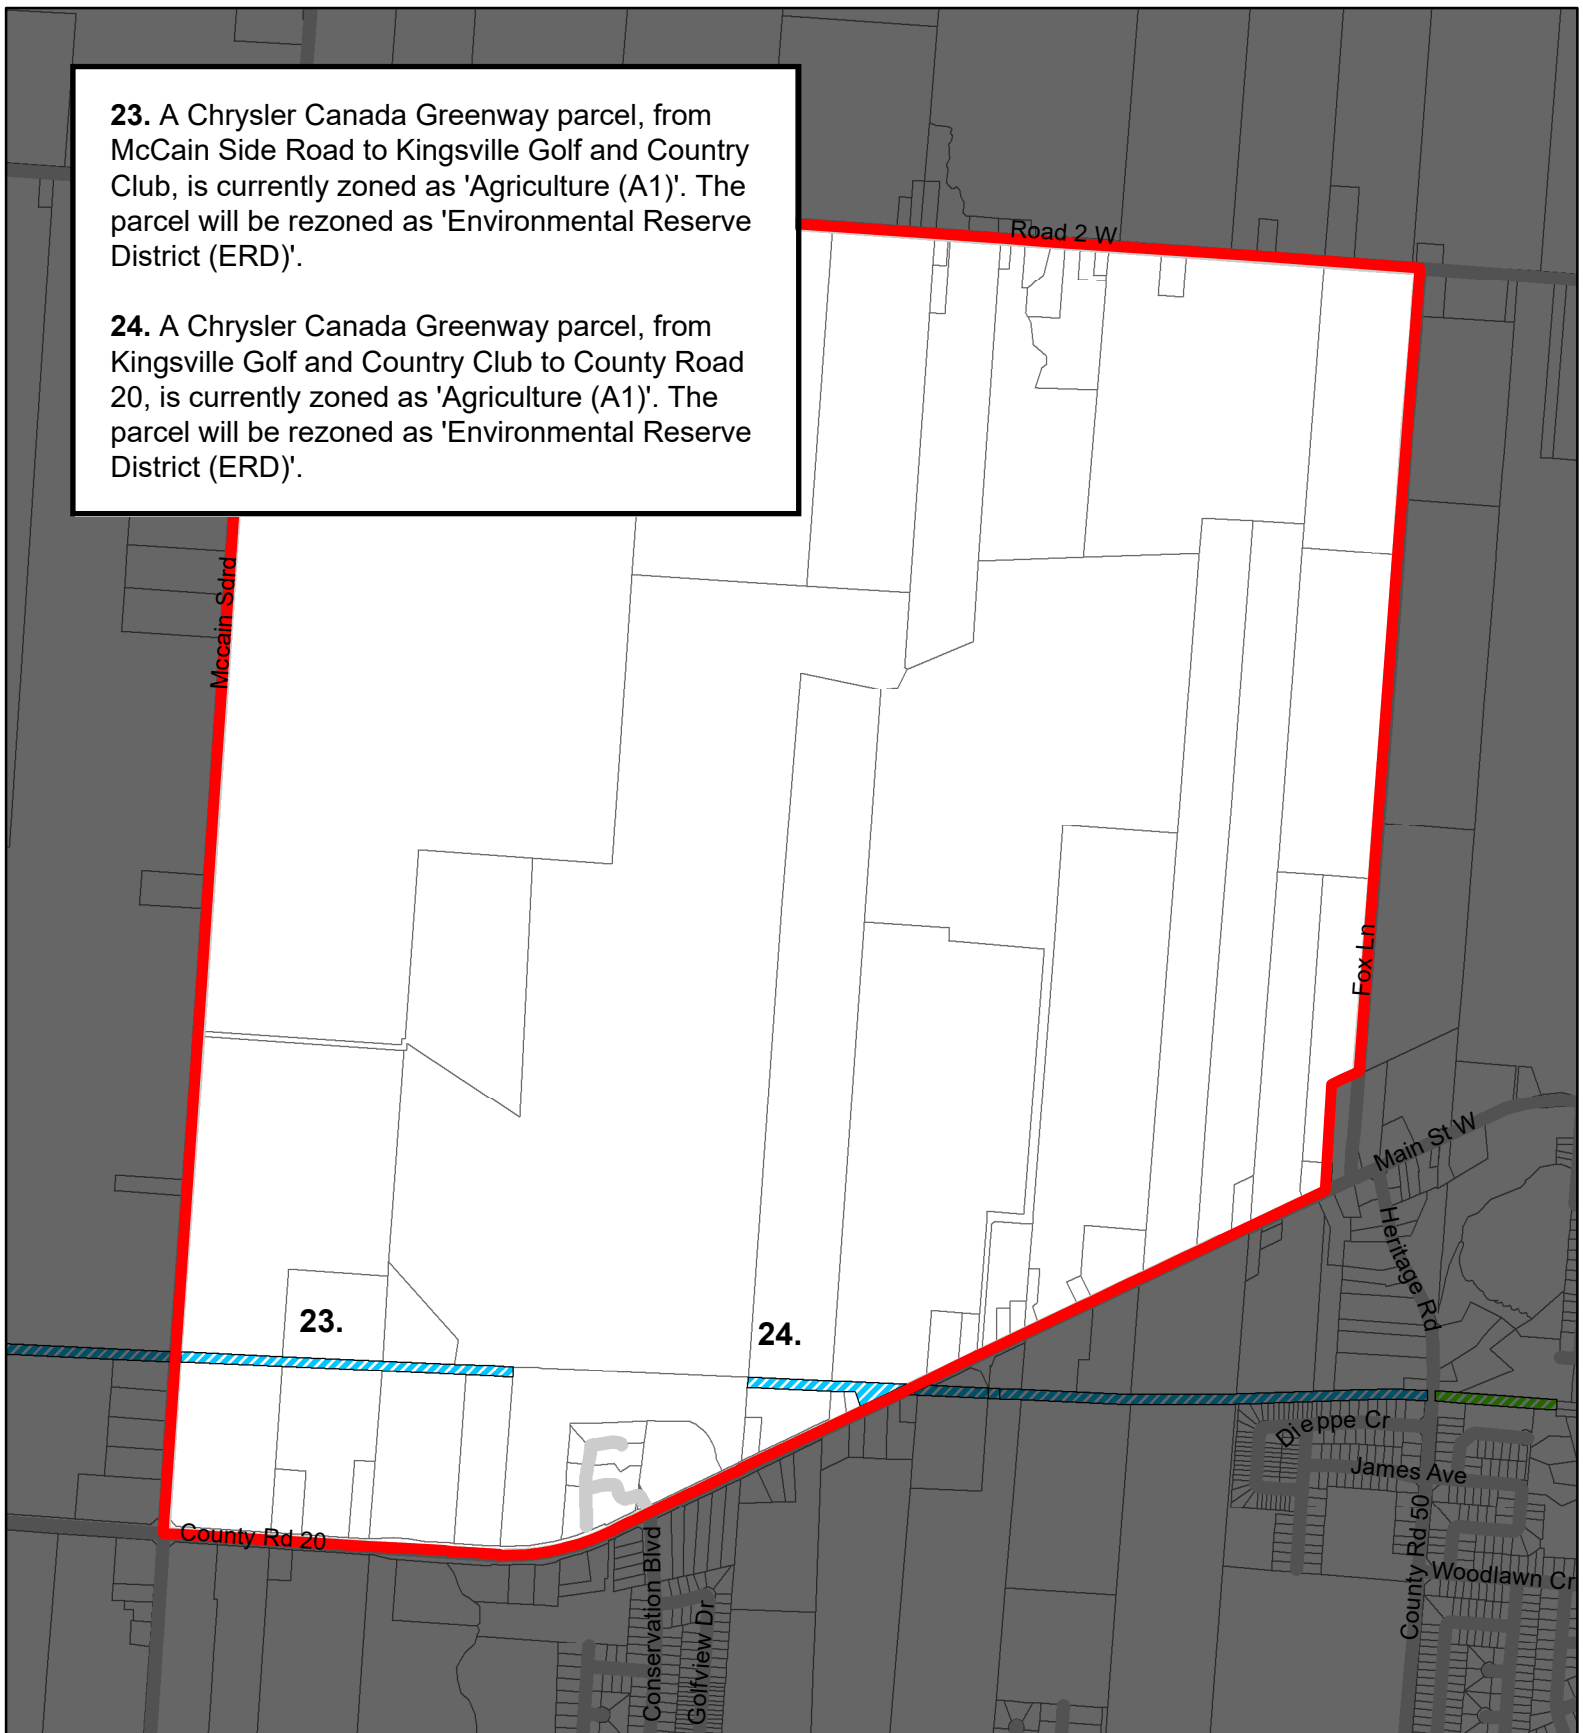 23. A Chrysler Canada Greenway parcel, from
McCain Side Road to Kingsville Golf and Country
Club, is currently zoned as 'Agriculture (A1)'. The
parcel will be rezoned as 'Environmental Reserve
District (ERD)'.
24. A Chrysler Canada Greenway parcel, from
Kingsville Golf and Country Club to County Road
20, is currently zoned as 'Agriculture (A1)'. The
parcel will be rezoned as 'Environmental Reserve
District (ERD)'.
Road 2 W
Mccain Sdrd
Fox Ln
Main St W
Heritage Rd
23.
24.
Dieppe Cr
James Ave
County Rd 20
County Rd 50
Conservation Blvd
Golfview Dr
Woodlawn Cr